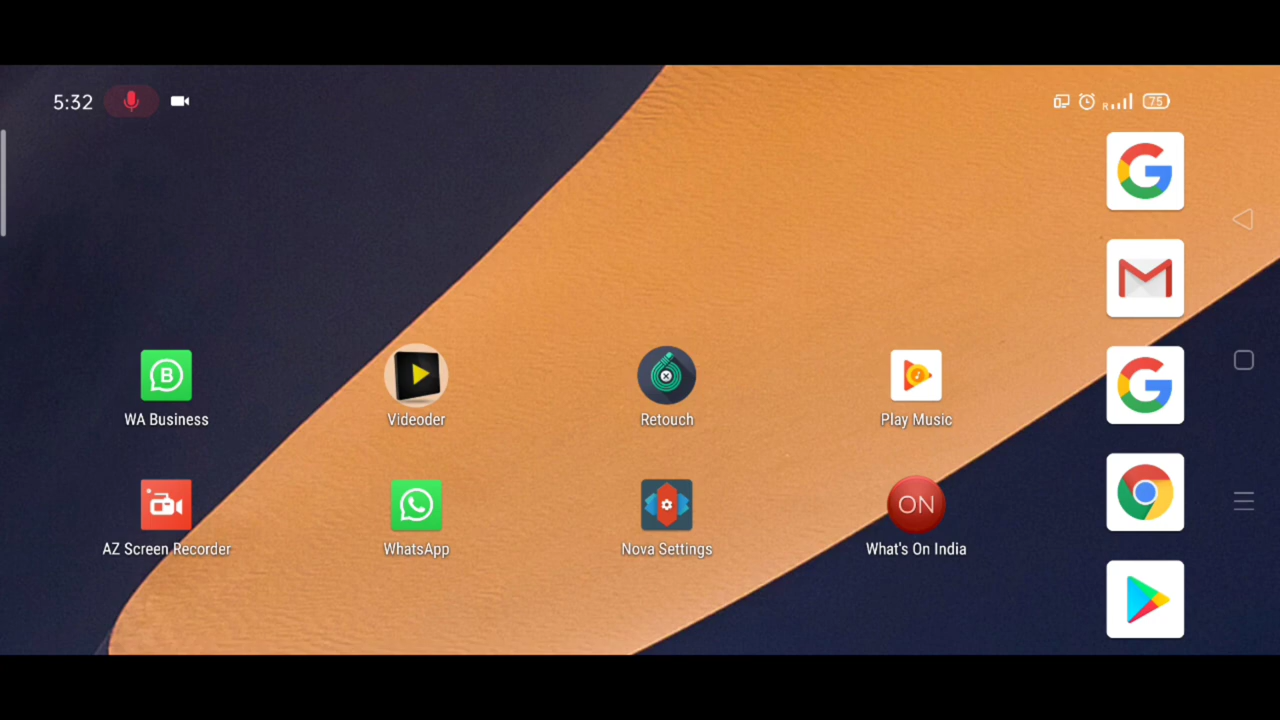 5:32
R
75
WA Business
Videoder
Retouch
Play Music
AZ Screen Recorder
WhatsApp
Nova Settings
ON
What's On India